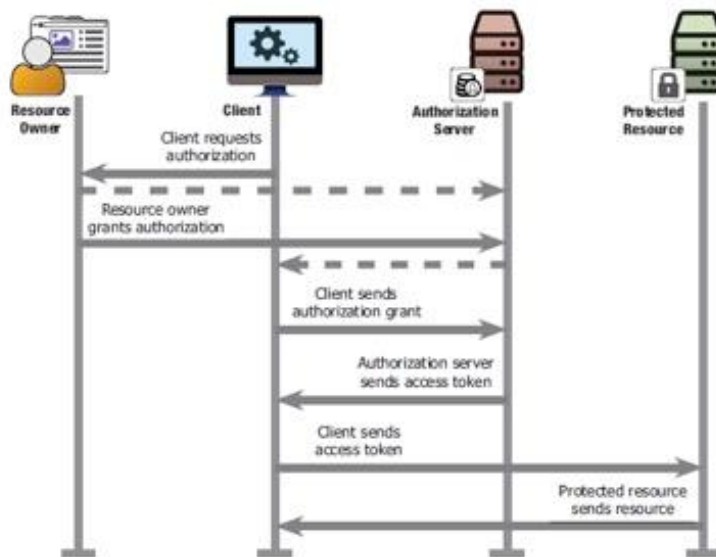 Resource
Owner
Client
Authorization
Server
Protected
Resource
Client requests
authorization
Resource owner
grants authorization
Client sends
authorization grant
Authorization server
sends access token
Client sends
access token
Protected resource
sends resource